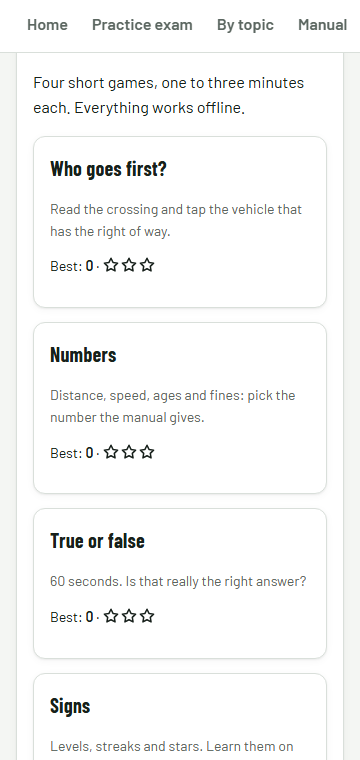 Home Practice exam By topic Manual
Four short games, one to three minutes
each. Everything works offline.
Who goes first?
Read the crossing and tap the vehicle that
has the right of way.
Best: 0 · ☆☆☆
Numbers
Distance, speed, ages and fines: pick the
number the manual gives.
Best: 0 · ☆☆☆
True or false
60 seconds. Is that really the right answer?
Best: 0 · ☆☆☆
Signs
Levels, streaks and stars. Learn them on